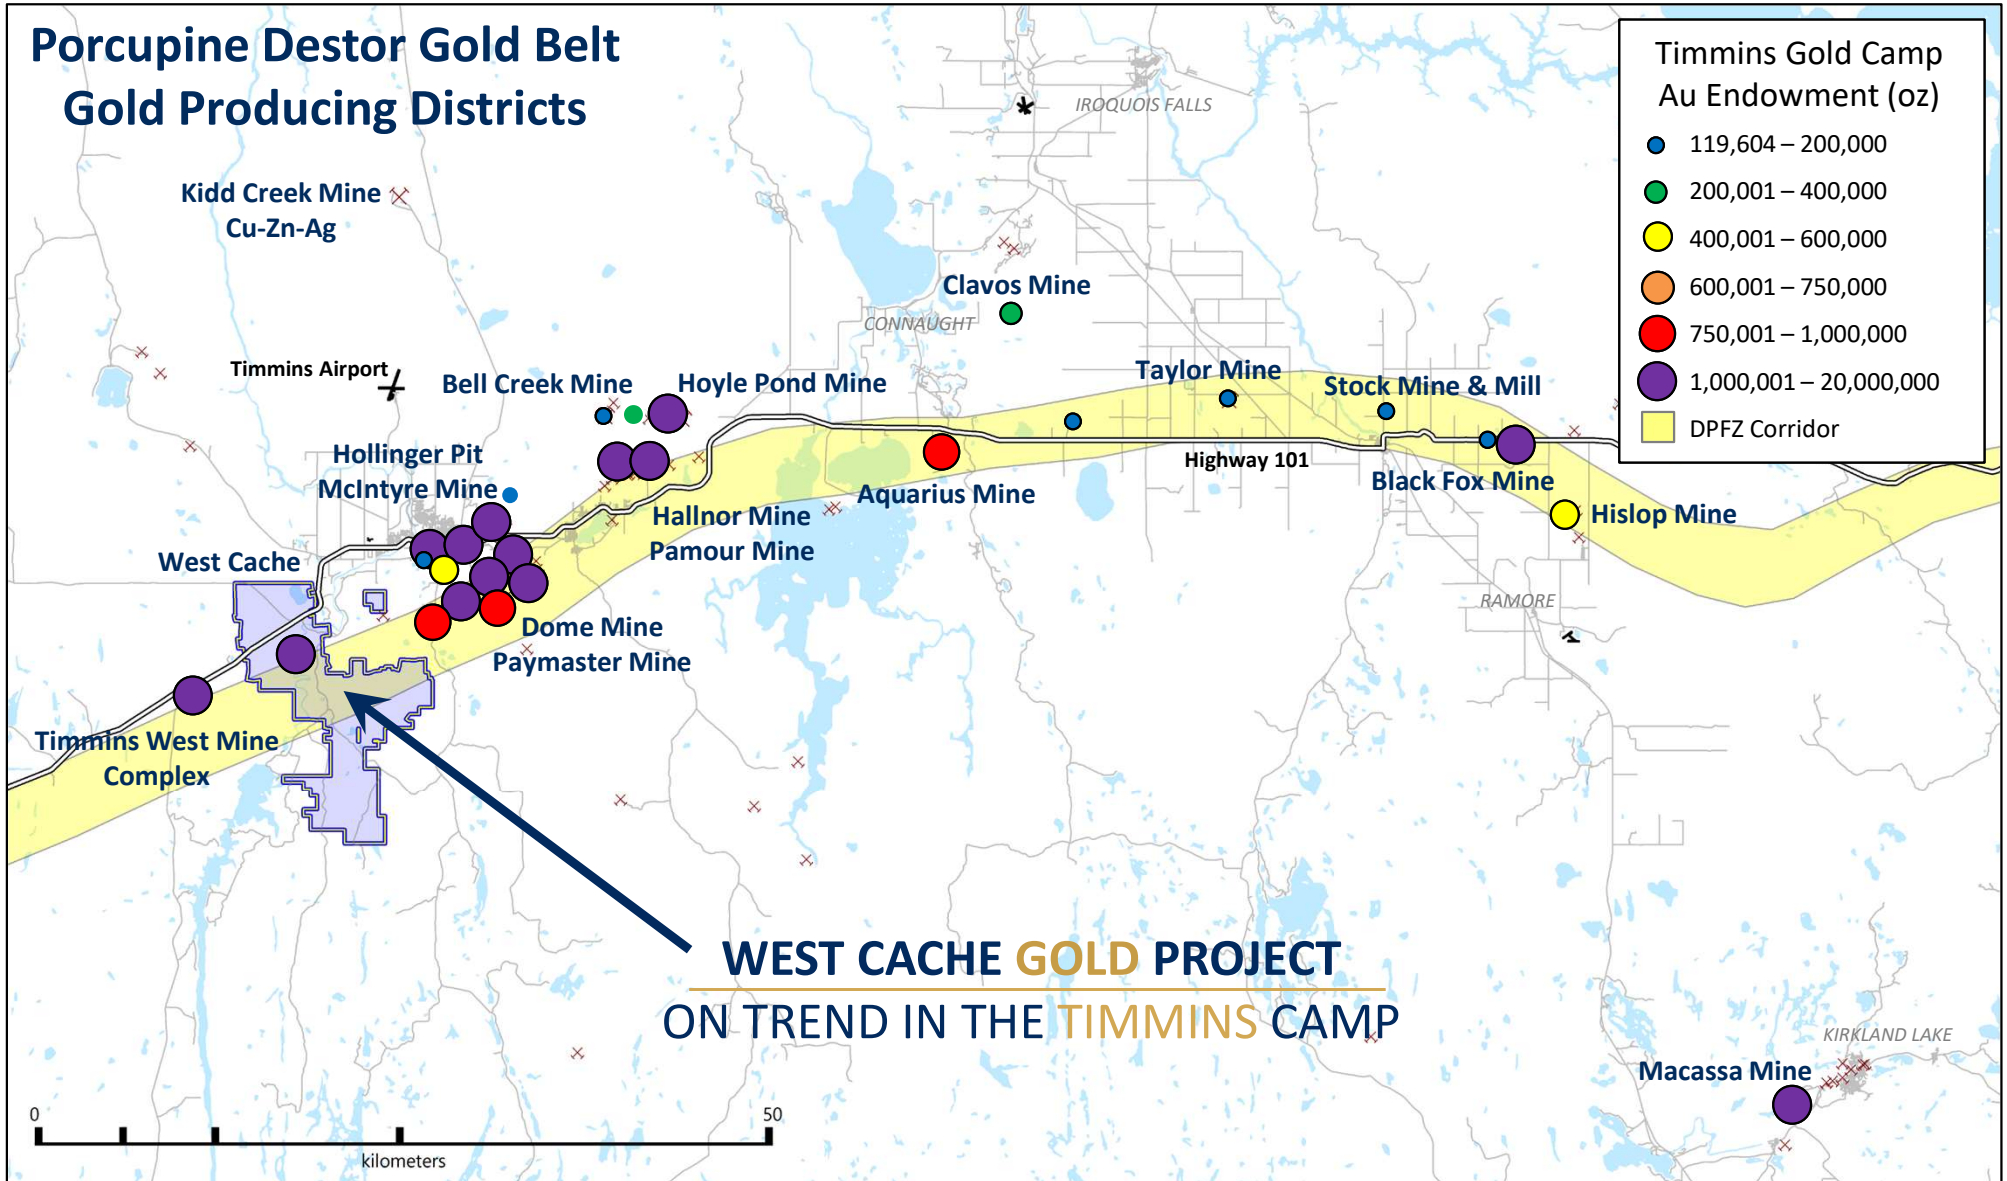 Porcupine Destor Gold Belt
Gold Producing Districts
Timmins Gold Camp
Au Endowment (oz)
119,604 – 200,000
200,001 – 400,000
400,001 – 600,000
600,001 – 750,000
750,001 – 1,000,000
1,000,001 – 20,000,000
DPFZ Corridor
IROQUOIS FALLS
Kidd Creek Mine
Cu-Zn-Ag
Clavos Mine
CONNAUGHT
Timmins Airport
Bell Creek Mine
Hoyle Pond Mine
Taylor Mine
Stock Mine & Mill
Hollinger Pit
McIntyre Mine
Highway 101
Aquarius Mine
Black Fox Mine
Hislop Mine
Hallnor Mine
Pamour Mine
West Cache
RAMORE
Dome Mine
Paymaster Mine
Timmins West Mine
Complex
WEST CACHE GOLD PROJECT
ON TREND IN THE TIMMINS CAMP
KIRKLAND LAKE
Macassa Mine
0 50
kilometers